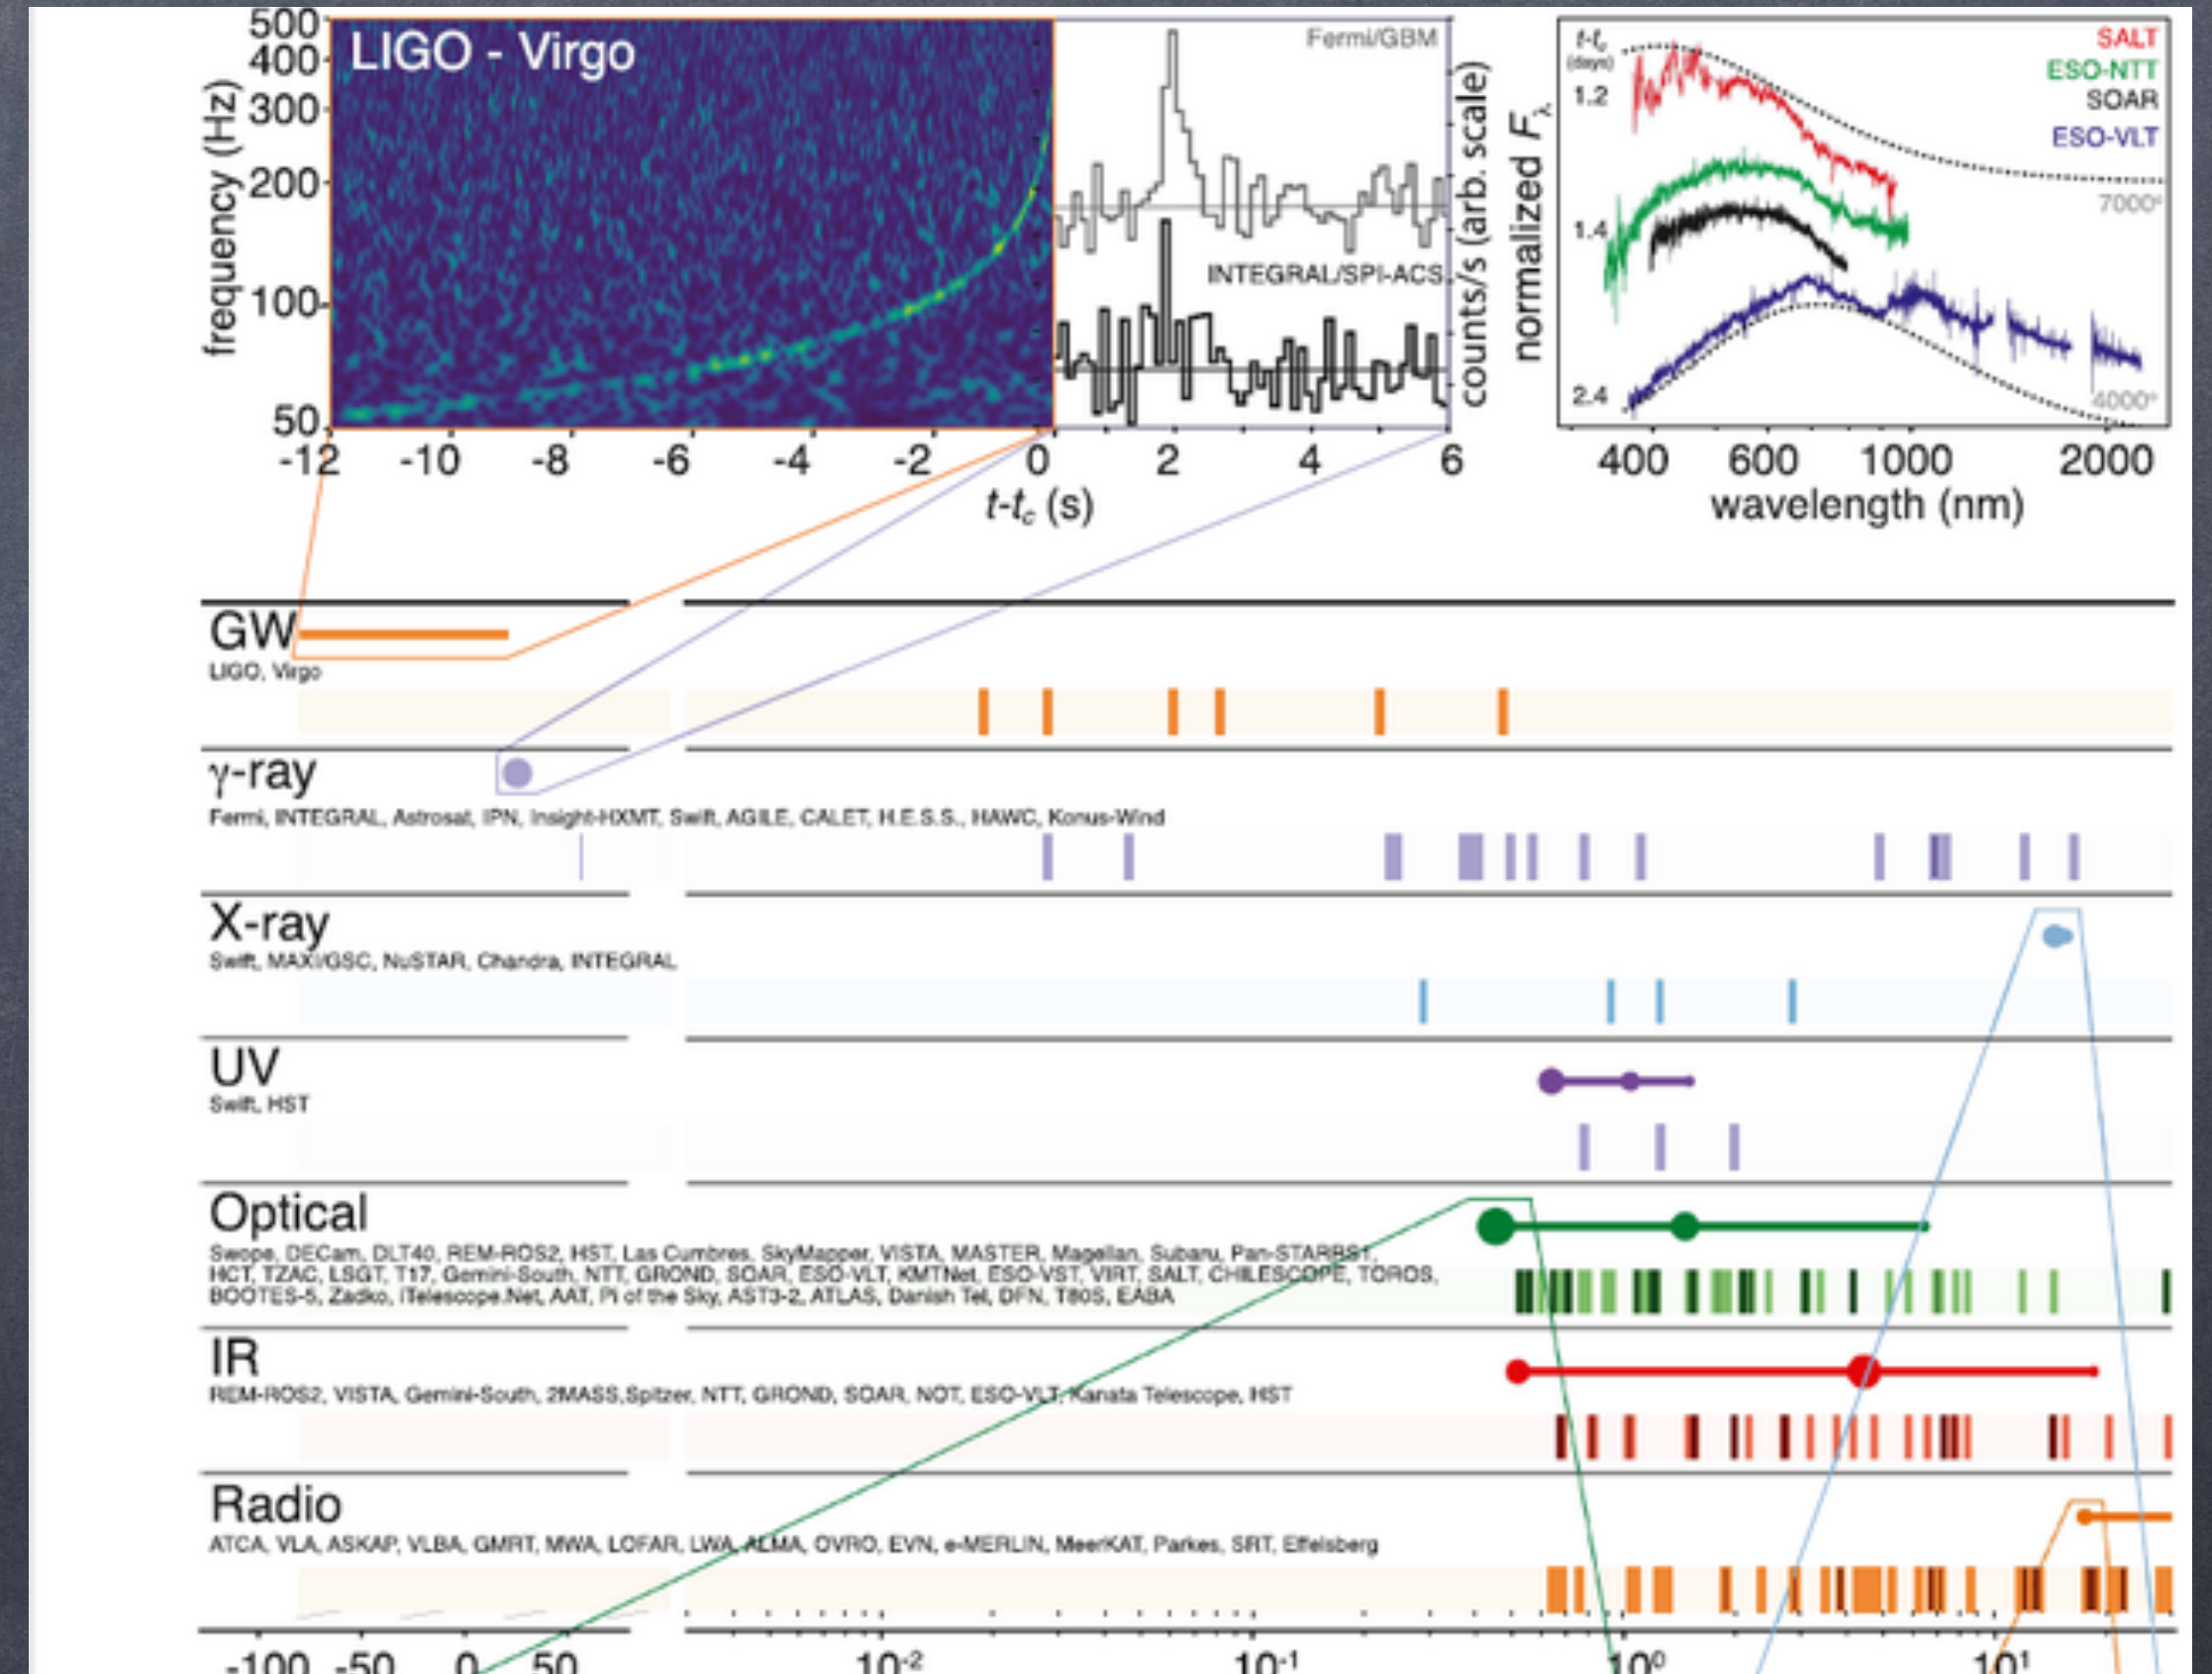 500
400
300
200
100
50
frequency (Hz)
LIGO - Virgo
Fermi/GBM
INTEGRAL/SPI-ACS
counts/s (arb. scale)
-12 -10 -8 -6 -4 -2 0 2 4 6
t-tc (s)
normalized Fλ
t-tc
(days)
1.2
1.4
2.4
SALT
ESO-NTT
SOAR
ESO-VLT
7000°
4000°
400 600 1000 2000
wavelength (nm)
GW
LIGO, Virgo
γ-ray
Fermi, INTEGRAL, Astrosat, IPN, Insight-HXMT, Swift, AGILE, CALET, H.E.S.S., HAWC, Konus-Wind
X-ray
Swift, MAXI/GSC, NuSTAR, Chandra, INTEGRAL
UV
Swift, HST
Optical
Swope, DECam, DLT40, REM-ROS2, HST, Las Cumbres, SkyMapper, VISTA, MASTER, Magellan, Subaru, Pan-STARRS1,
HCT, TZAC, LSGT, T17, Gemini-South, NTT, GROND, SOAR, ESO-VLT, KMTNet, ESO-VST, VIRT, SALT, CHILESCOPE, TOROS,
BOOTES-5, Zadko, iTelescope.Net, AAT, Pi of the Sky, AST3-2, ATLAS, Danish Tel, DFN, T80S, EABA
IR
REM-ROS2, VISTA, Gemini-South, 2MASS,Spitzer, NTT, GROND, SOAR, NOT, ESO-VLT, Kanata Telescope, HST
Radio
ATCA, VLA, ASKAP, VLBA, GMRT, MWA, LOFAR, LWA, ALMA, OVRO, EVN, e-MERLIN, MeerKAT, Parkes, SRT, Effelsberg
-100 -50 0 50 10-2 10-1 100 101